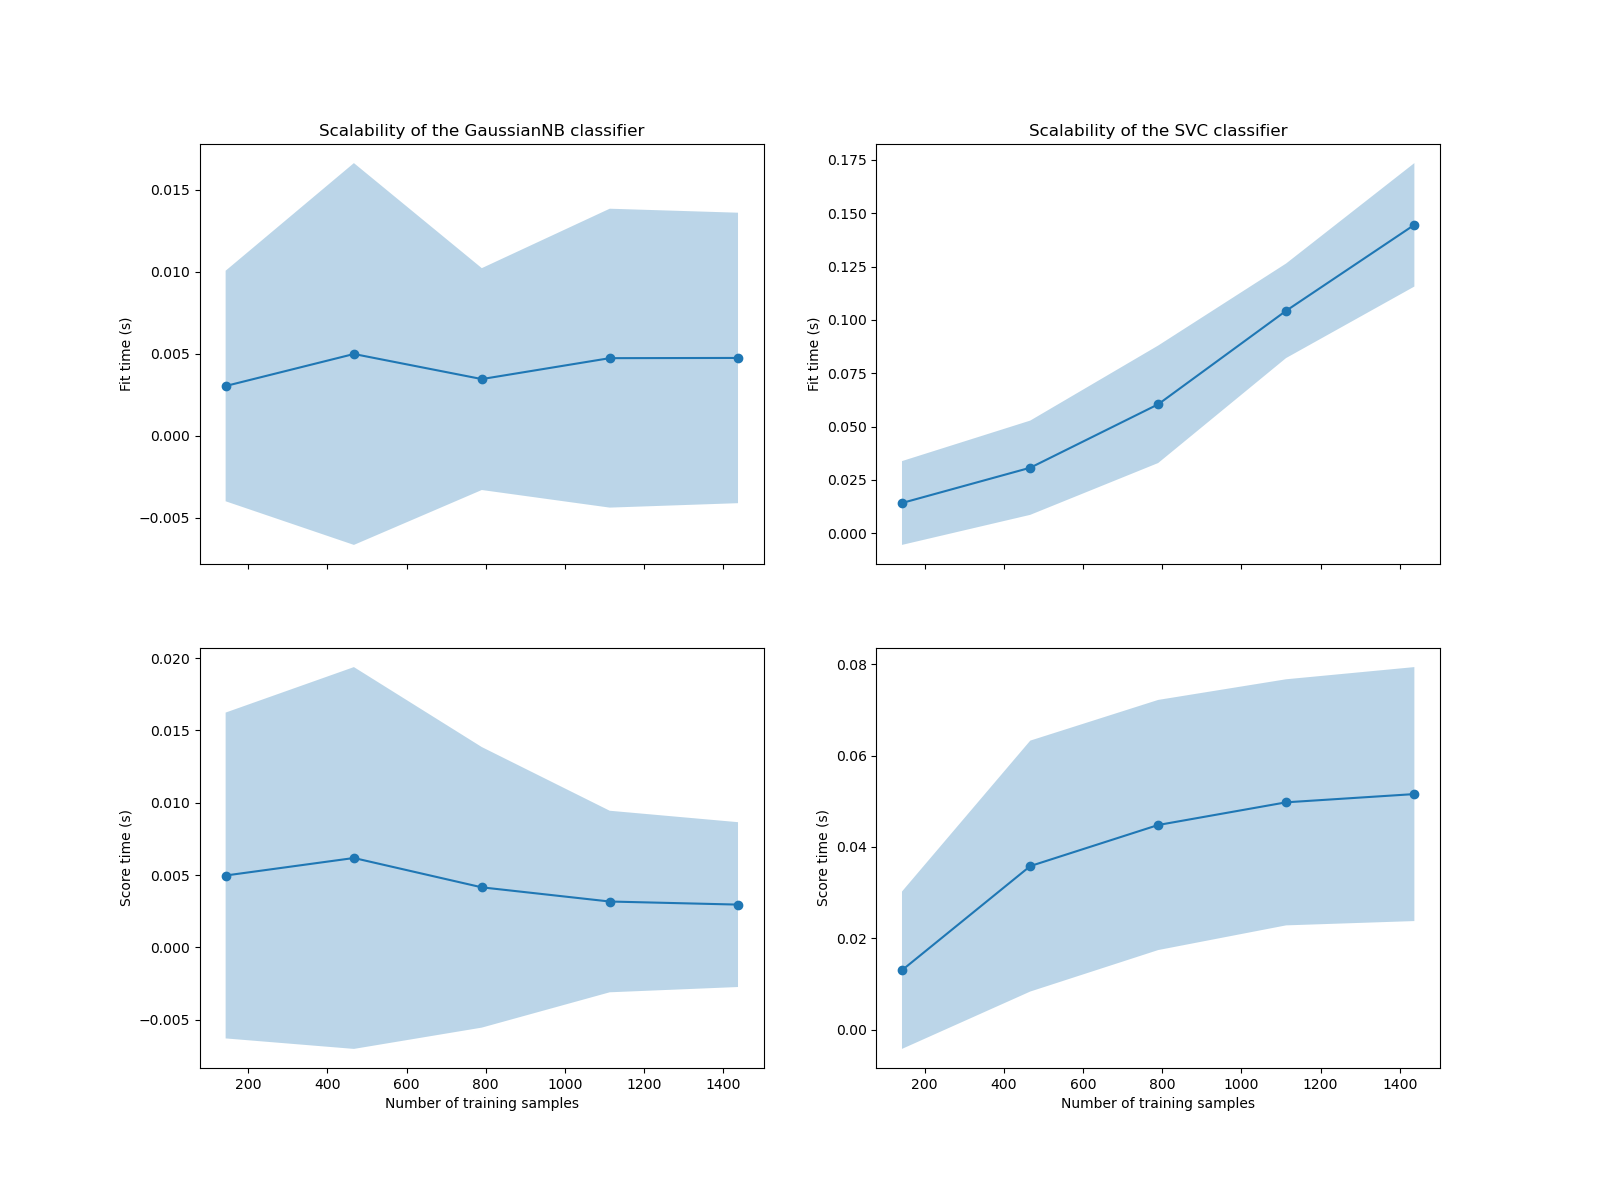 Scalability of the GaussianNB classifier
0.015
0.010
0.005
0.000
−0.005
Fit time (s)
Scalability of the SVC classifier
0.175
0.150
0.125
0.100
0.075
0.050
0.025
0.000
Fit time (s)
0.020
0.015
0.010
0.005
0.000
−0.005
Score time (s)
200 400 600 800 1000 1200 1400
Number of training samples
0.08
0.06
0.04
0.02
0.00
Score time (s)
200 400 600 800 1000 1200 1400
Number of training samples